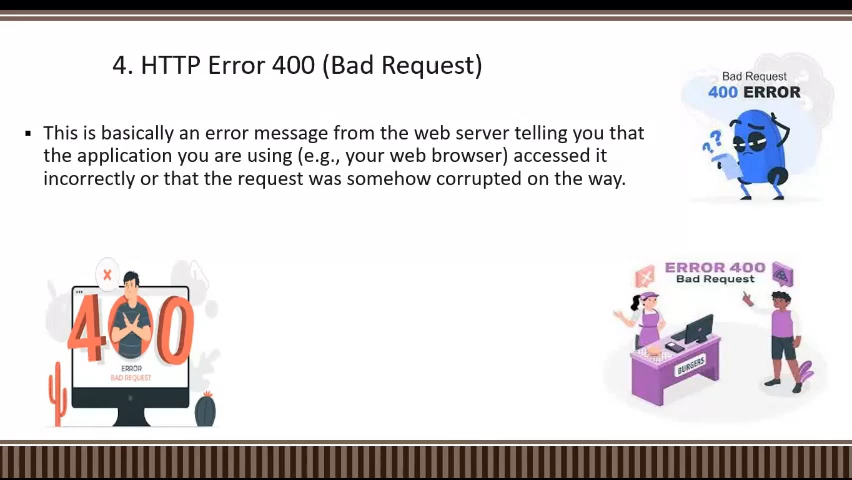 4. HTTP Error 400 (Bad Request)
Bad Request
400 ERROR
▪ This is basically an error message from the web server telling you that
the application you are using (e.g., your web browser) accessed it
incorrectly or that the request was somehow corrupted on the way.
400
ERROR
BAD REQUEST
ERROR 400
Bad Request
BURGERS